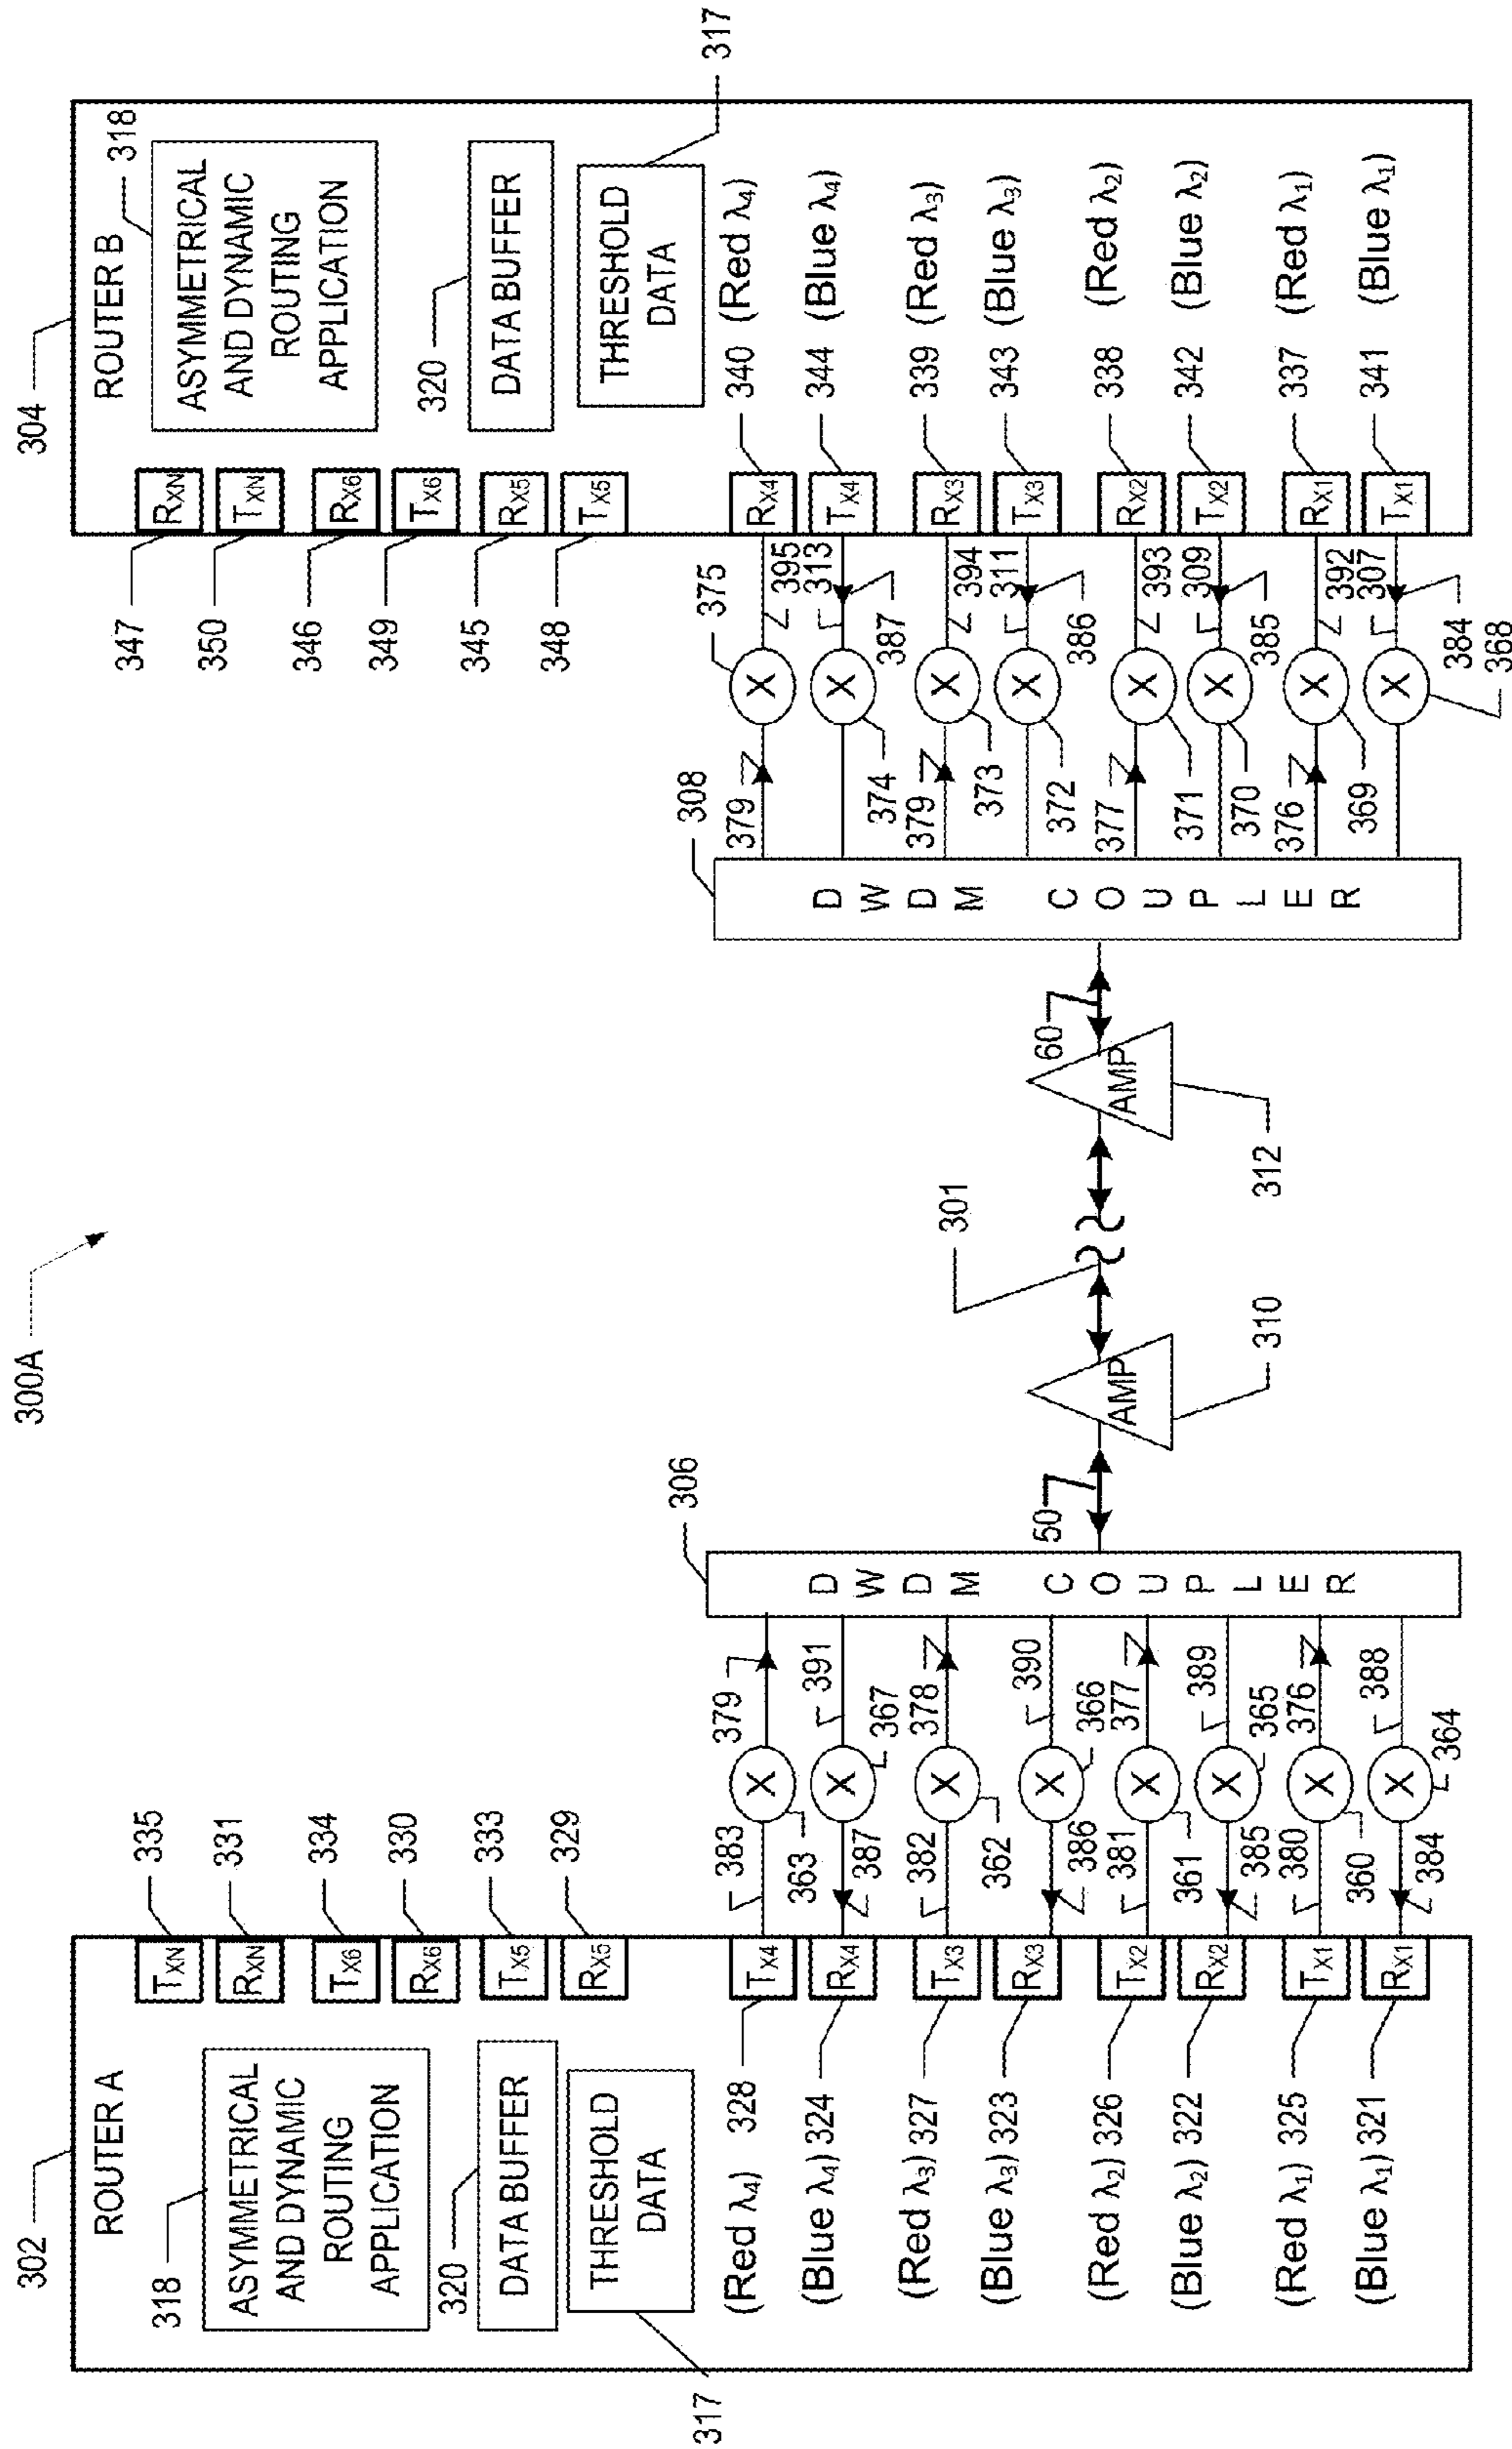 300A
302
ROUTER A
318
ASYMMETRICAL
AND DYNAMIC
ROUTING
APPLICATION
320
DATA BUFFER
THRESHOLD
DATA
317
TXN
335
RXN
331
TX6
334
RX6
330
TX5
333
RX5
329
(Red λ4) 328
TX4
383
363
379
(Blue λ4) 324
RX4
387
367
391
(Red λ3) 327
TX3
382
362
378
(Blue λ3) 323
RX3
386
366
390
(Red λ2) 326
TX2
381
361
377
(Blue λ2) 322
RX2
385
365
389
(Red λ1) 325
TX1
380
360
376
(Blue λ1) 321
RX1
384
364
388
X
X
X
X
X
X
X
X
306
DWDM COUPLER
50
AMP
310
301
AMP
312
60
308
DWDM COUPLER
379
375
395
RX4
340 (Red λ4)
374
387
313
TX4
344 (Blue λ4)
379
373
394
RX3
339 (Red λ3)
372
386
311
TX3
343 (Blue λ3)
377
371
393
RX2
338 (Red λ2)
370
385
309
TX2
342 (Blue λ2)
376
369
392
RX1
337 (Red λ1)
368
384
307
TX1
341 (Blue λ1)
X
X
X
X
X
X
X
X
347
RXN
350
TXN
346
RX6
349
TX6
345
RX5
348
TX5
304
ROUTER B
318
ASYMMETRICAL
AND DYNAMIC
ROUTING
APPLICATION
320
DATA BUFFER
THRESHOLD
DATA
317